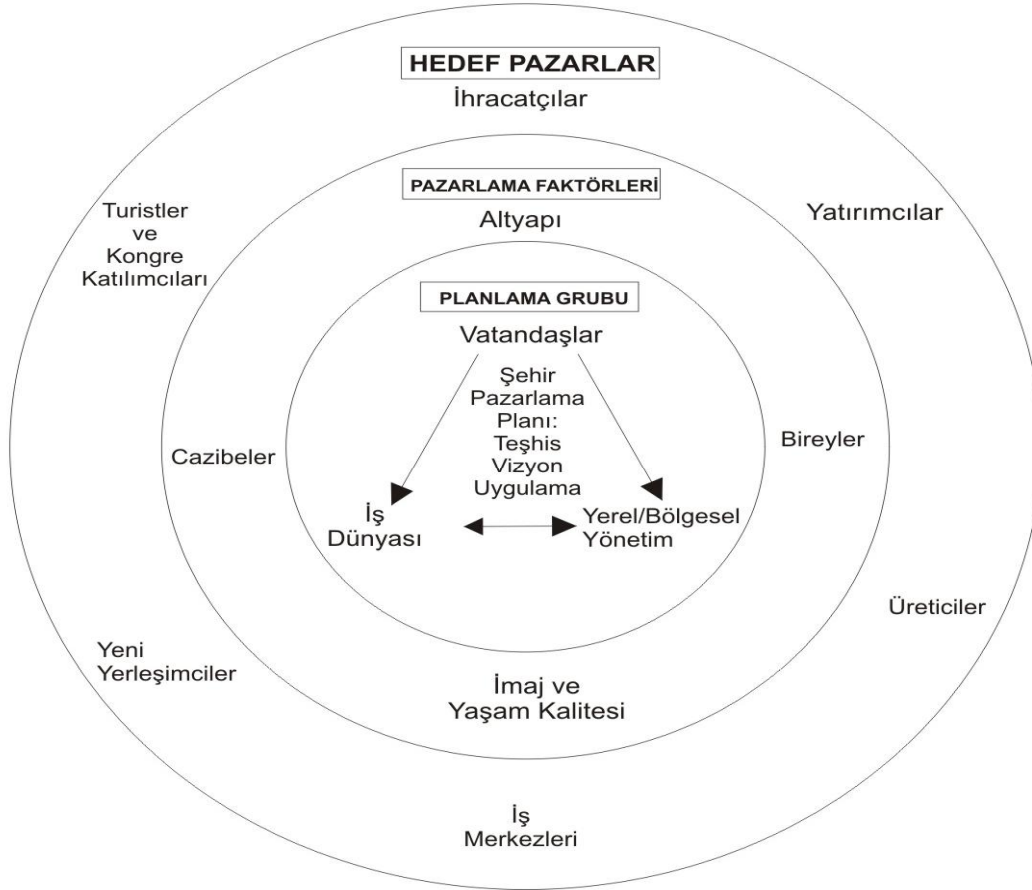 HEDEF PAZARLAR
İhracatçılar
PAZARLAMA FAKTÖRLERİ
Altyapı
Turistler
ve
Kongre
Katılımcıları
Yatırımcılar
PLANLAMA GRUBU
Vatandaşlar
Şehir
Pazarlama
Planı:
Teşhis
Vizyon
Uygulama
Cazibeler
Bireyler
İş
Dünyası
Yerel/Bölgesel
Yönetim
Üreticiler
Yeni
Yerleşimciler
İmaj ve
Yaşam Kalitesi
İş
Merkezleri